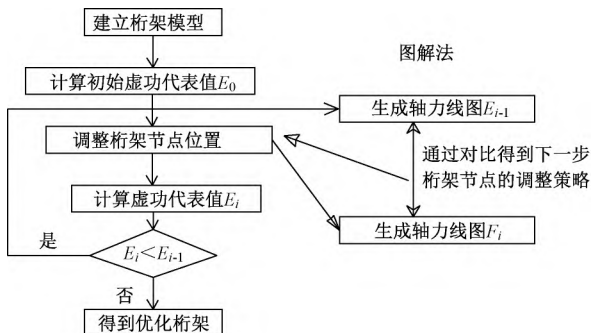 建立桁架模型
图解法
计算初始虚功代表值E0
生成轴力线图Ei-1
调整桁架节点位置
通过对比得到下一步
桁架节点的调整策略
计算虚功代表值Ei
生成轴力线图Fi
是
Ei<Ei-1
否
得到优化桁架